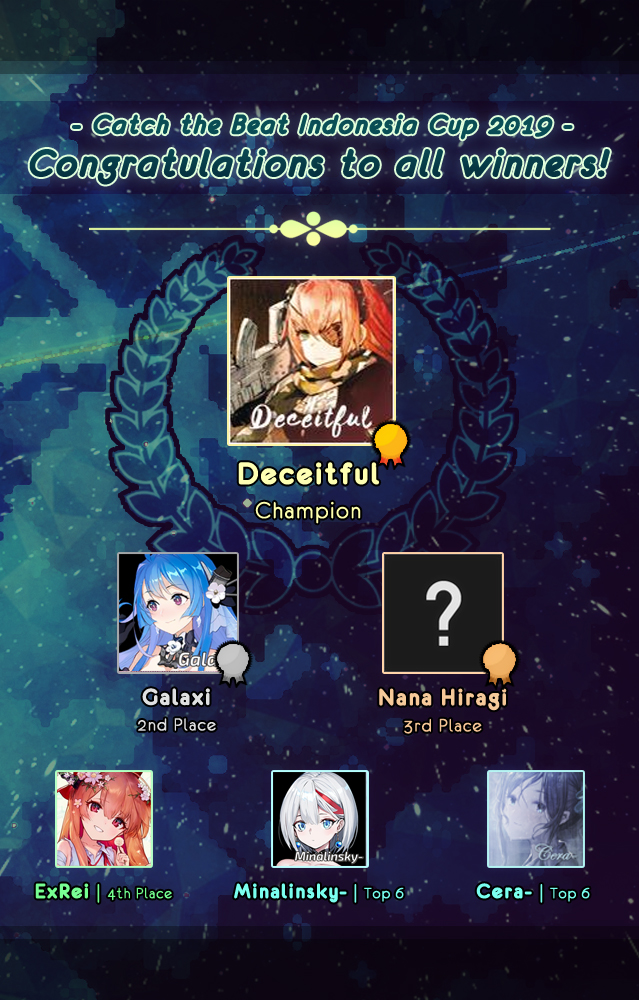 - Catch the Beat Indonesia Cup 2019 -
Congratulations to all winners!
Deceitful
Deceitful
Champion
?
Gala
Galaxi
2nd Place
Nana Hiragi
3rd Place
Minalinsky-
Cera-
ExRei | 4th Place
Minalinsky- | Top 6
Cera- | Top 6